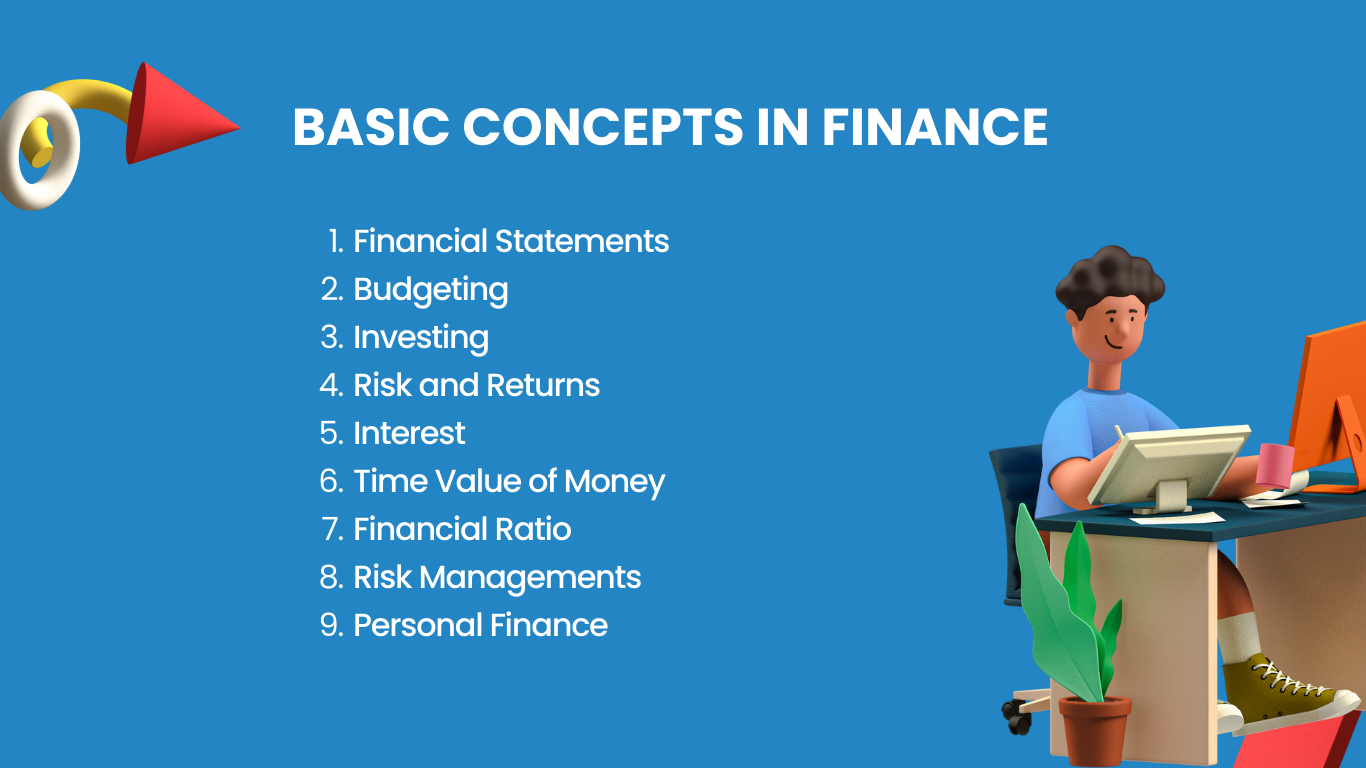 BASIC CONCEPTS IN FINANCE
1. Financial Statements
2. Budgeting
3. Investing
4. Risk and Returns
5. Interest
6. Time Value of Money
7. Financial Ratio
8. Risk Managements
9. Personal Finance